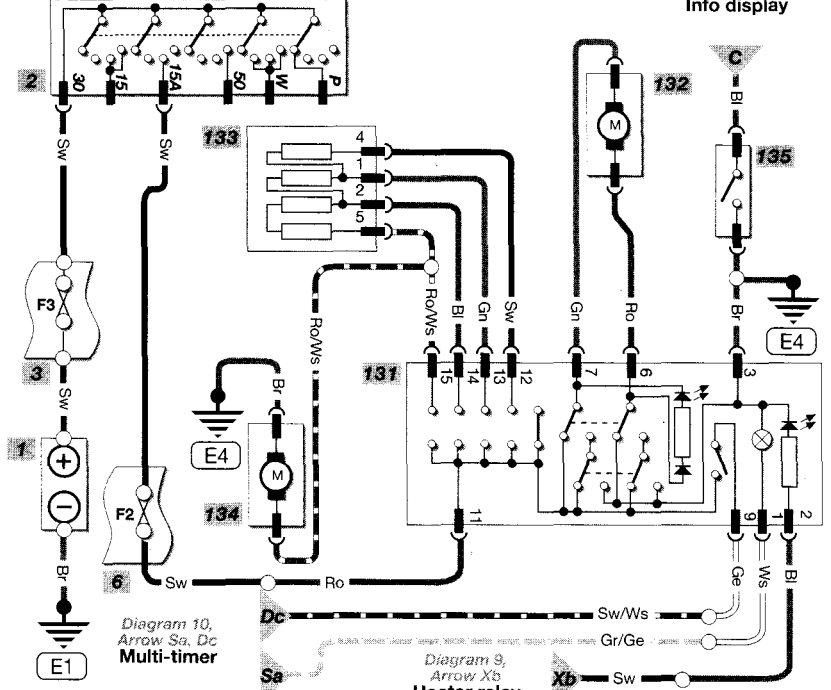 Info display
C
2
30
15
15A
50
W
P
132
M
Bl
135
Sw
Sw
133
4
1
2
5
F3
3
Ro/Ws
Ro/Ws
Bl
Gn
Sw
Gn
Ro
Br
E4
131
15
14
13
12
7
6
3
Sw
1
+
−
Br
E4
M
134
F2
6
11
9
1
2
Br
Sw
Ro
Ge
Ws
Bl
E1
Diagram 10,
Arrow Sa, Dc
Multi-timer
Dc
Sw/Ws
Gr/Ge
Sa
Diagram 9,
Arrow Xb
Heater relay
Xb
Sw